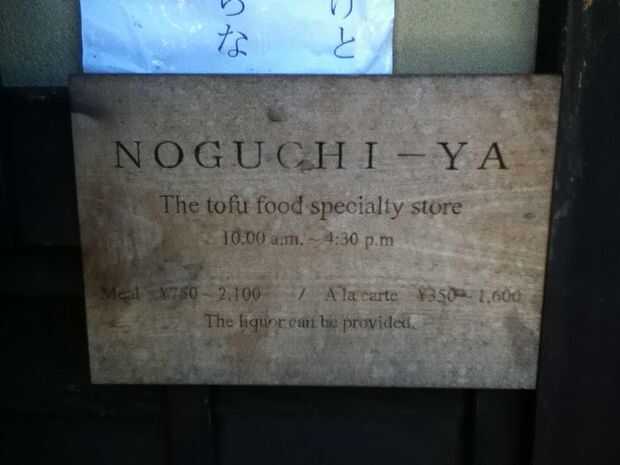 けと
らな
NOGUCHI-YA
The tofu food specialty store
10.00 a.m. ~ 4:30 p.m
Meal ¥750 ~ 2,100 / A la carte ¥350 ~ 1,600
The liquor can be provided.